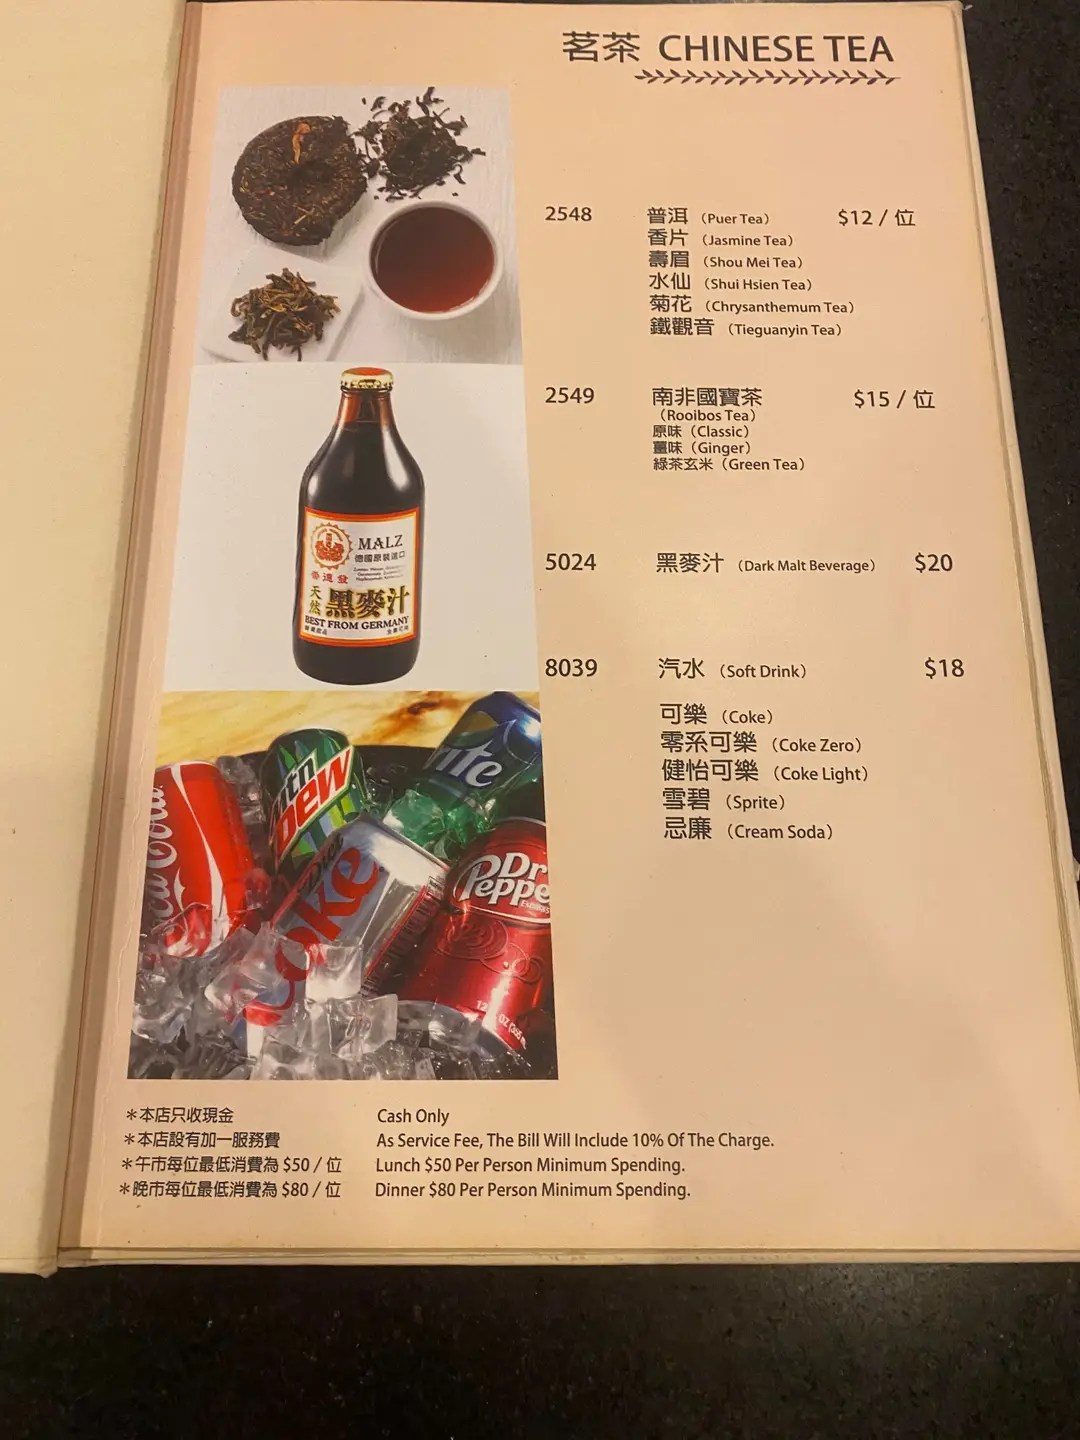 茗茶 CHINESE TEA
2548 普洱 (Puer Tea) $12 / 位
香片 (Jasmine Tea)
壽眉 (Shou Mei Tea)
水仙 (Shui Hsien Tea)
菊花 (Chrysanthemum Tea)
鐵觀音 (Tieguanyin Tea)
2549 南非國寶茶 $15 / 位
(Rooibos Tea)
原味 (Classic)
薑味 (Ginger)
綠茶玄米 (Green Tea)
MALZ
德國原裝進口
天然
黑麥汁
BEST FROM GERMANY
5024 黑麥汁 (Dark Malt Beverage) $20
8039 汽水 (Soft Drink) $18
可樂 (Coke)
零系可樂 (Coke Zero)
健怡可樂 (Coke Light)
雪碧 (Sprite)
忌廉 (Cream Soda)
Mtn
Dew
Diet
Coke
Dr
Peppe
*本店只收現金 Cash Only
*本店設有加一服務費 As Service Fee, The Bill Will Include 10% Of The Charge.
*午市每位最低消費為 $50 / 位 Lunch $50 Per Person Minimum Spending.
*晚市每位最低消費為 $80 / 位 Dinner $80 Per Person Minimum Spending.